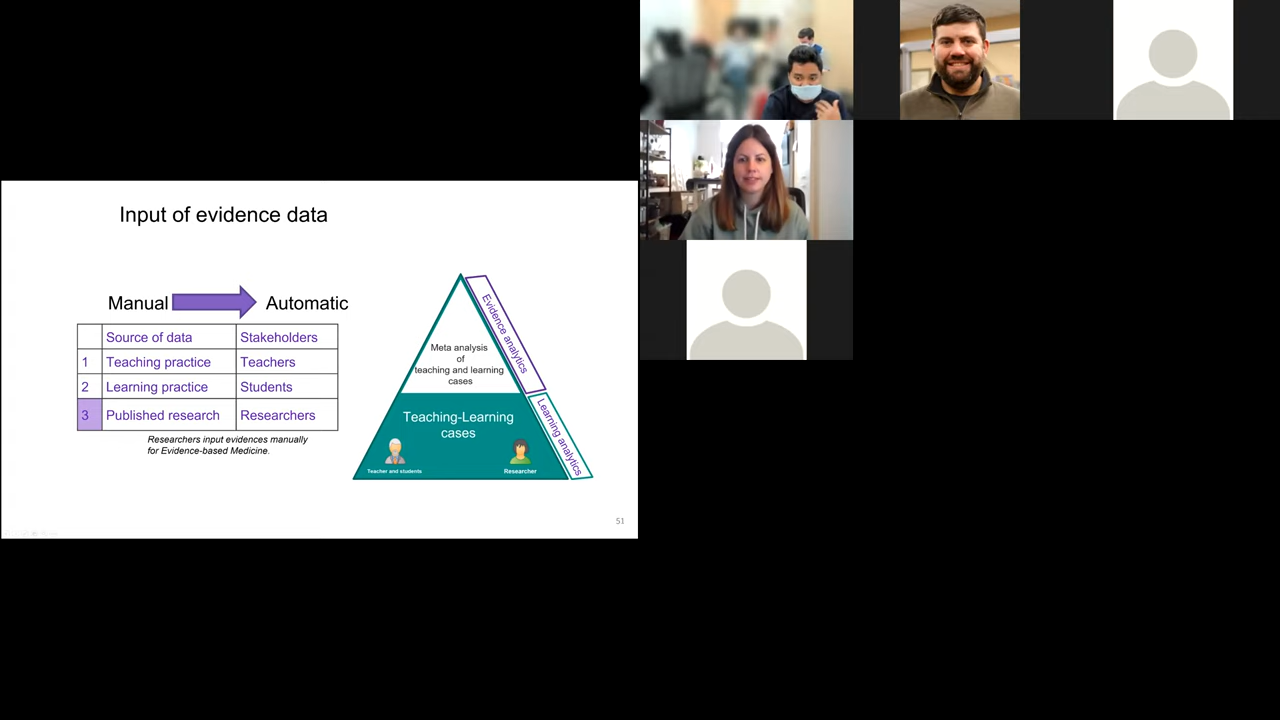 Input of evidence data
Manual
Automatic
Source of data
Stakeholders
1
Teaching practice
Teachers
2
Learning practice
Students
3
Published research
Researchers
Researchers input evidences manually
for Evidence-based Medicine.
Meta analysis
of
teaching and learning
cases
Teaching-Learning
cases
Teacher and students
Researcher
Evidence analytics
Learning analytics
51